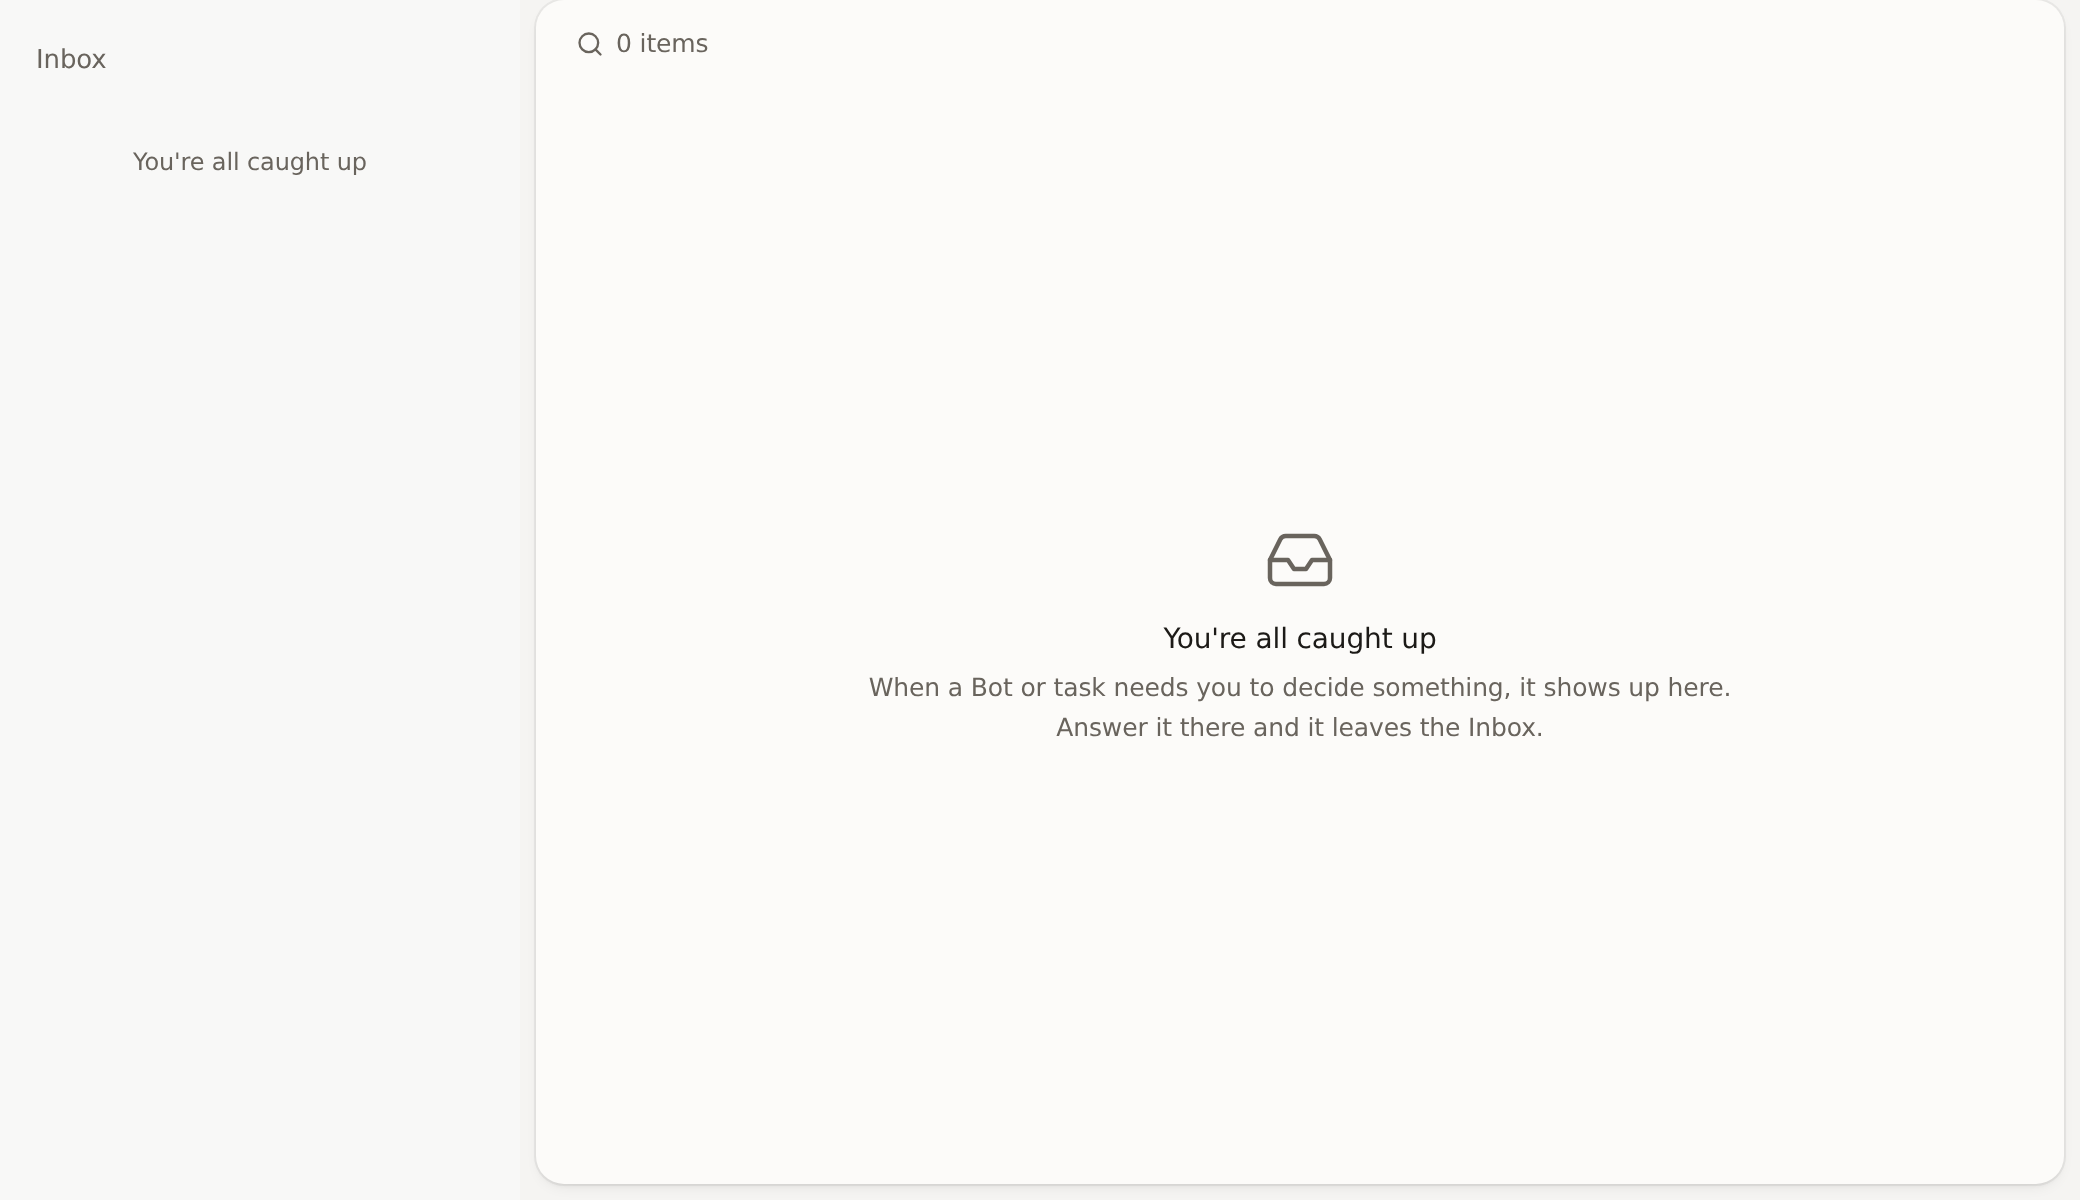 Inbox
You're all caught up
0 items
You're all caught up
When a Bot or task needs you to decide something, it shows up here.
Answer it there and it leaves the Inbox.